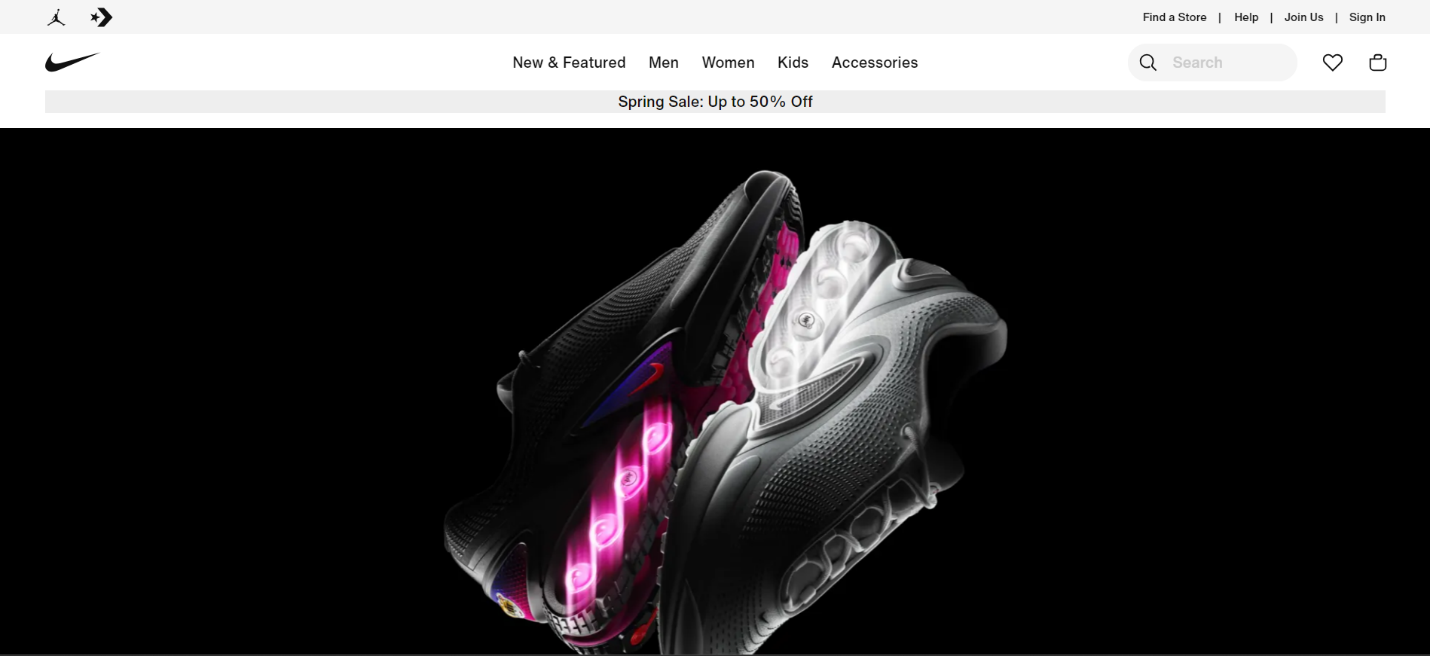 Find a Store | Help | Join Us | Sign In
New & Featured Men Women Kids Accessories Search
Spring Sale: Up to 50% Off